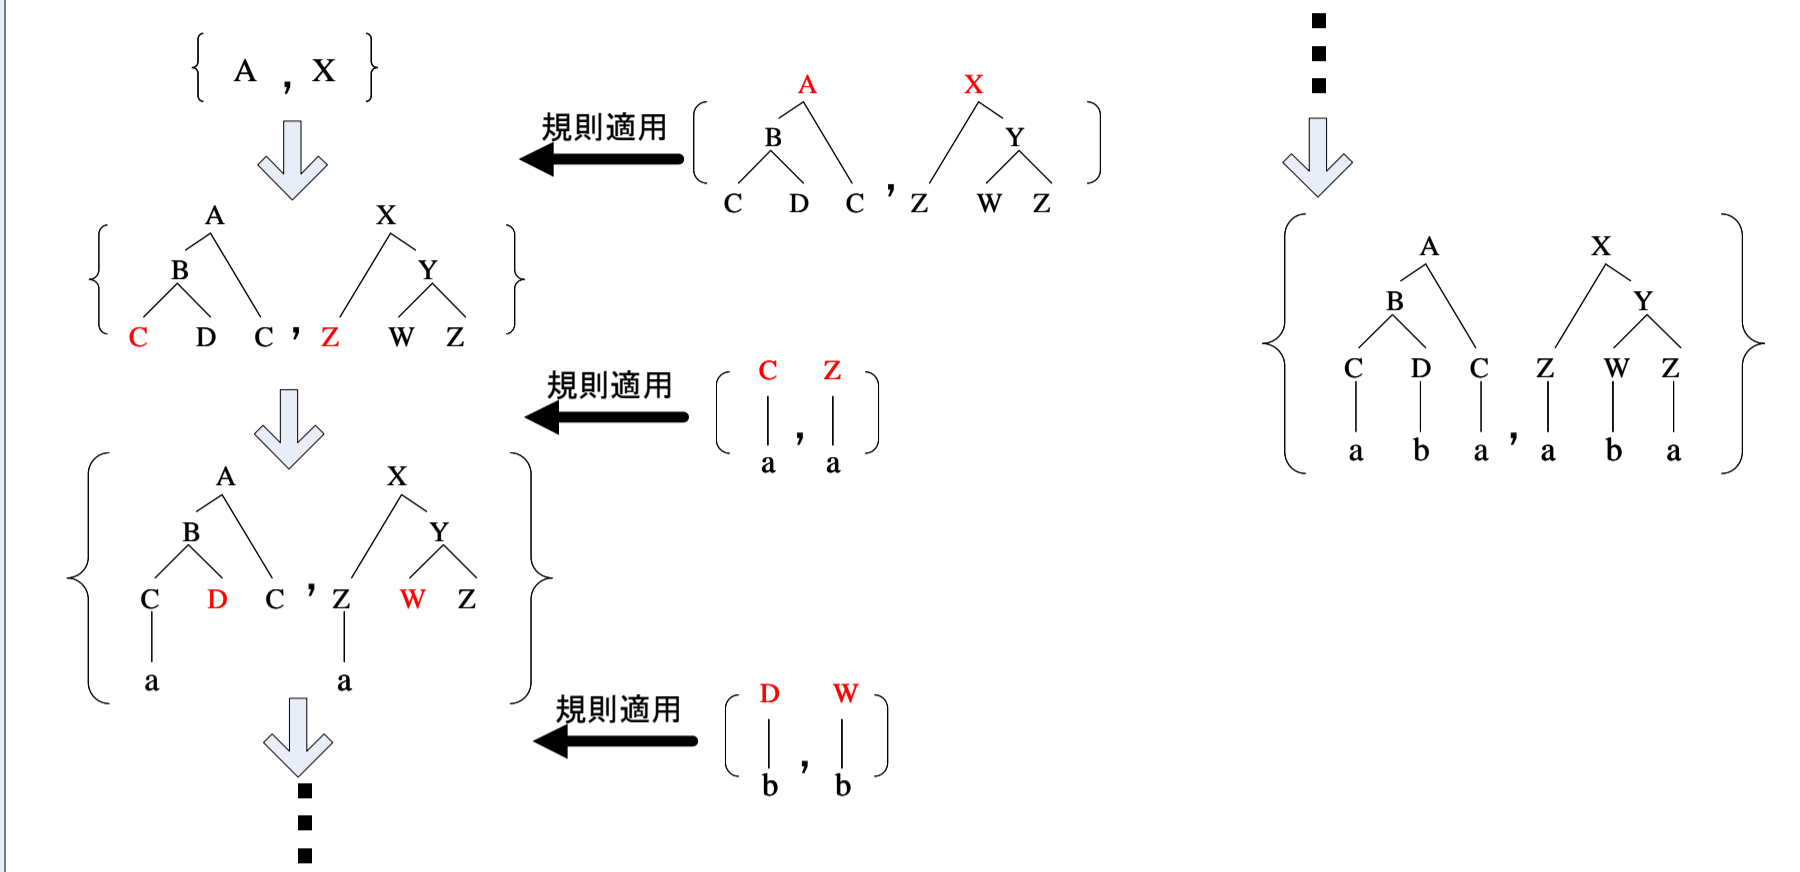 { A , X }
規則適用
A X
B Y
C D C , Z W Z
A X
B Y
C D C , Z W Z
規則適用
C Z
,
a a
A X
B Y
C D C , Z W Z
a a
規則適用
D W
,
b b
A X
B Y
C D C Z W Z
a b a , a b a